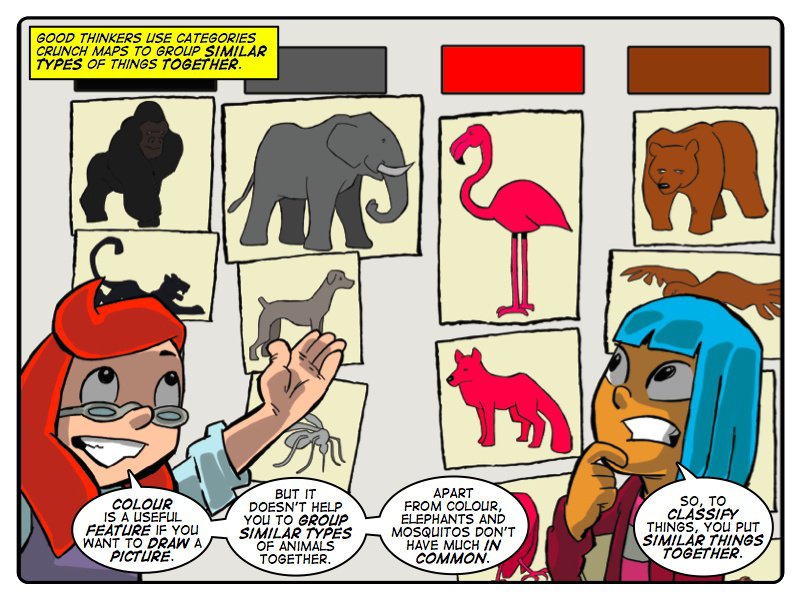 GOOD THINKERS USE CATEGORIES
CRUNCH MAPS TO GROUP SIMILAR
TYPES OF THINGS TOGETHER.
COLOUR
IS A USEFUL
FEATURE IF YOU
WANT TO DRAW A
PICTURE.
BUT IT
DOESN'T HELP
YOU TO GROUP
SIMILAR TYPES
OF ANIMALS
TOGETHER.
APART
FROM COLOUR,
ELEPHANTS AND
MOSQUITOS DON'T
HAVE MUCH IN
COMMON.
SO, TO
CLASSIFY
THINGS, YOU PUT
SIMILAR THINGS
TOGETHER.